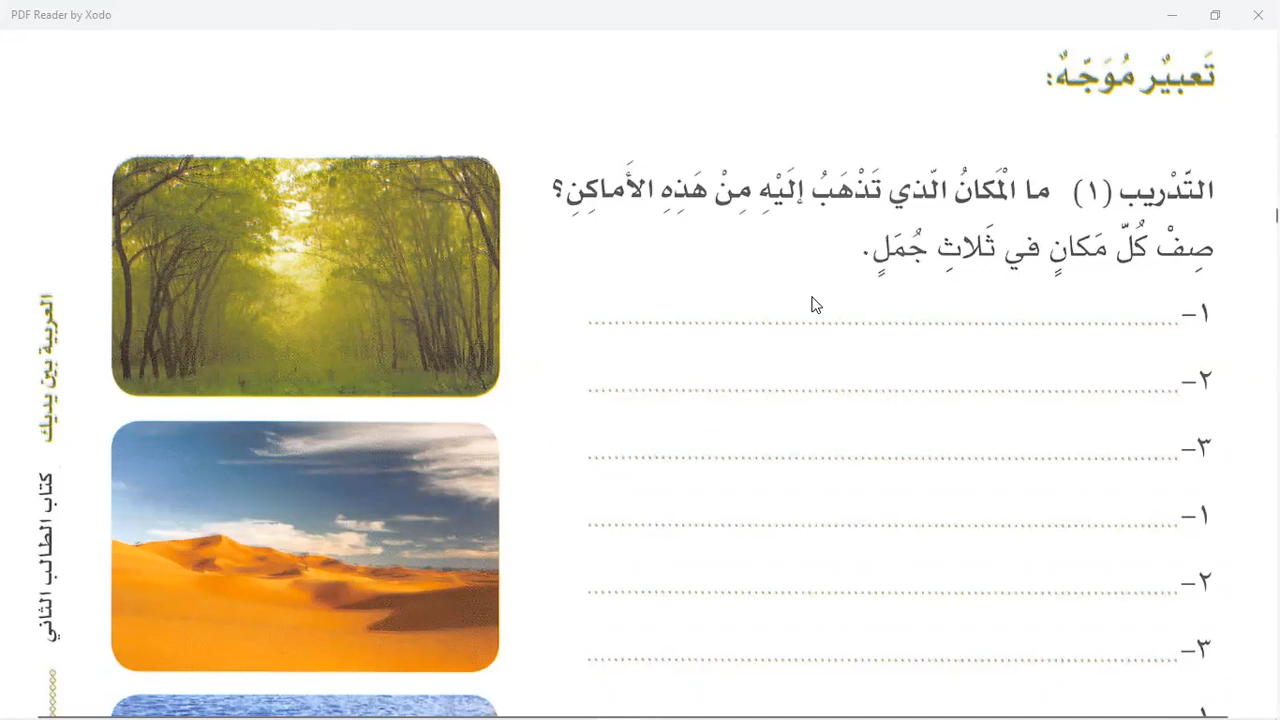 PDF Reader by Xodo
تَعبيرٌ مُوَجّهٌ:
التّدْريب (١) ما الْمَكانُ الّذي تَذْهَبُ إلَيْهِ مِنْ هَذِهِ الأَماكِنِ؟
صِفْ كُلّ مَكانٍ في ثَلاثِ جُمَلٍ.
١-
٢-
٣-
١-
٢-
٣-
العربية بين يديك
كتاب الطالب الثاني